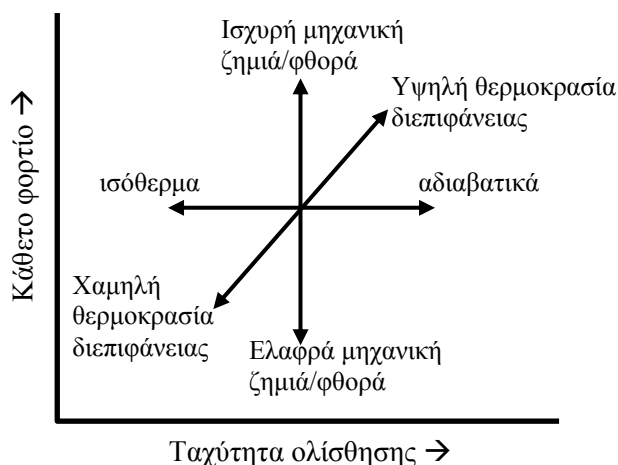 Ισχυρή μηχανική
ζημιά/φθορά
Υψηλή θερμοκρασία
διεπιφάνειας
ισόθερμα
αδιαβατικά
Χαμηλή
θερμοκρασία
διεπιφάνειας
Ελαφρά μηχανική
ζημιά/φθορά
Κάθετο φορτίο →
Ταχύτητα ολίσθησης →